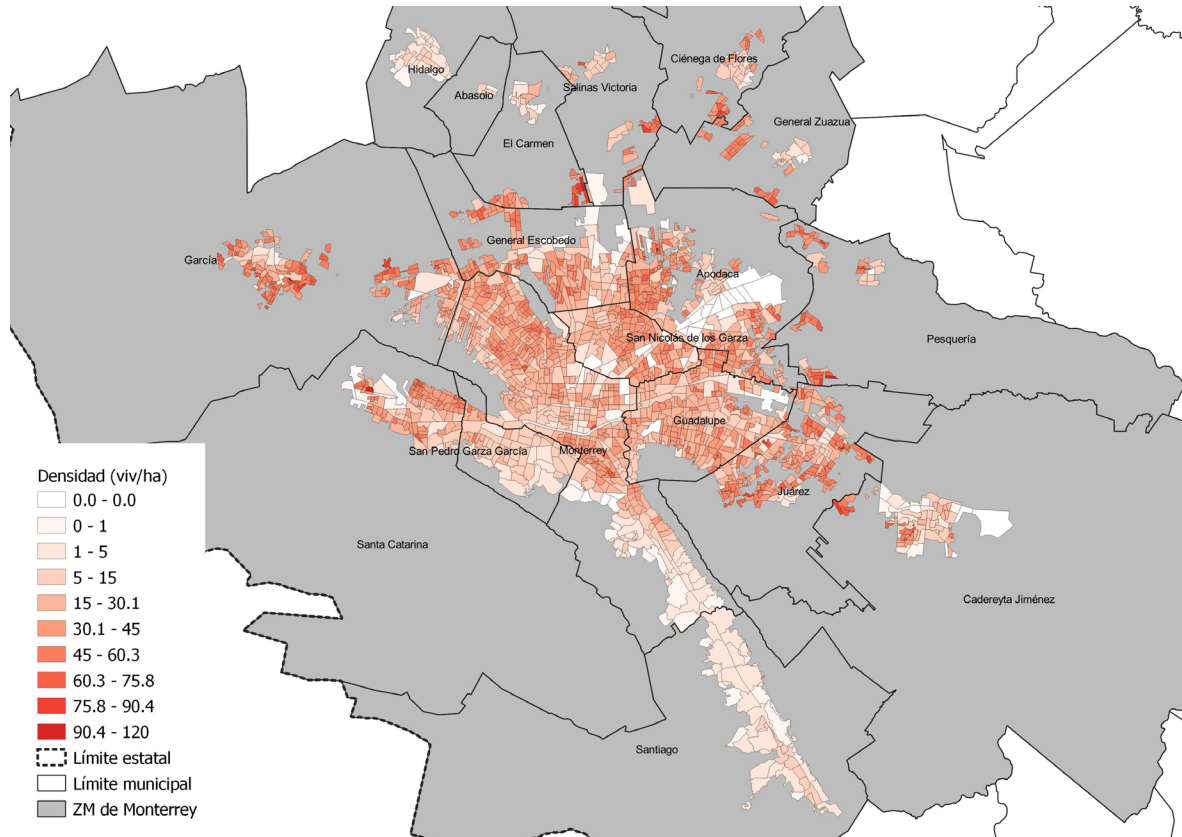 Hidalgo
Ciénega de Flores
Abasolo
Salinas Victoria
General Zuazua
El Carmen
General Escobedo
García
Apodaca
San Nicolás de los Garza
Pesquería
Guadalupe
San Pedro Garza García
Monterrey
Juárez
Santa Catarina
Cadereyta Jiménez
Santiago
Densidad (viv/ha)
0.0 - 0.0
0 - 1
1 - 5
5 - 15
15 - 30.1
30.1 - 45
45 - 60.3
60.3 - 75.8
75.8 - 90.4
90.4 - 120
Límite estatal
Límite municipal
ZM de Monterrey